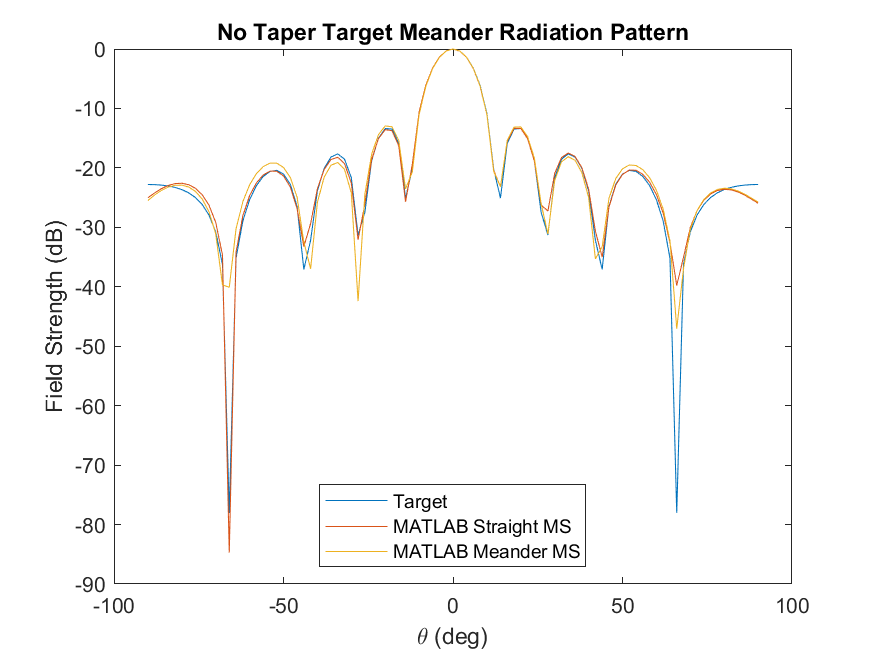 No Taper Target Meander Radiation Pattern
0
-10
-20
-30
-40
-50
-60
-70
-80
-90
Field Strength (dB)
Target
MATLAB Straight MS
MATLAB Meander MS
-100
-50
0
50
100
θ (deg)